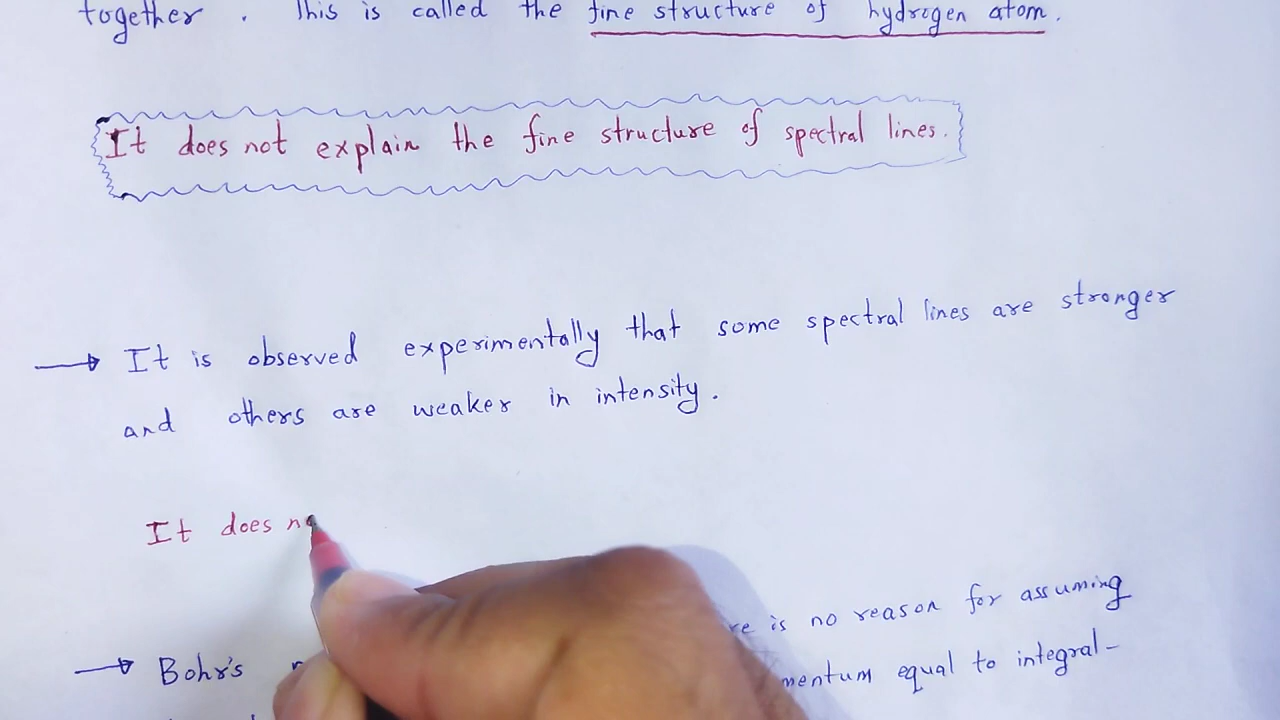 together. This is called the fine structure of hydrogen atom.
It does not explain the fine structure of spectral lines.
→ It is observed experimentally that some spectral lines are stronger
and others are weaker in intensity.
It does no
is no reason for assuming
→ Bohr's
mentum equal to integral-